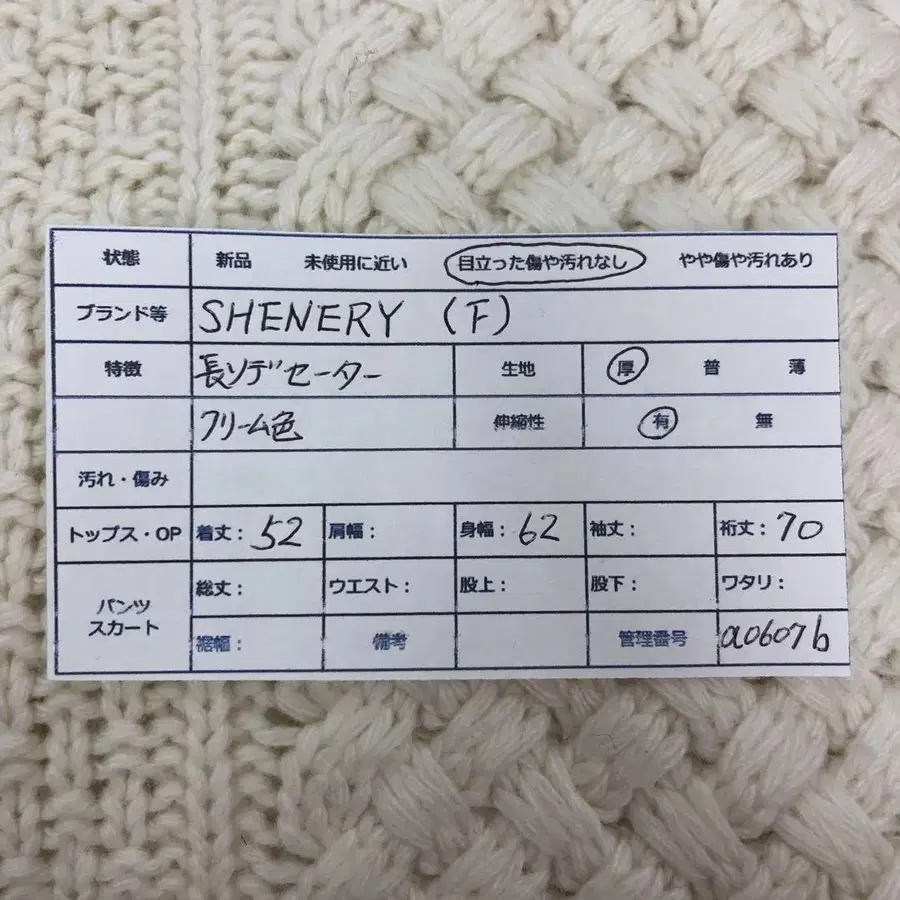 状態 新品 未使用に近い 目立った傷や汚れなし やや傷や汚れあり
ブランド等 SHENERY (F)
特徴 長ソデセーター 生地 厚 普 薄
クリーム色 伸縮性 有 無
汚れ・傷み
トップス・OP 着丈: 52 肩幅: 身幅: 62 袖丈: 裄丈: 70
パンツ スカート 総丈: ウエスト: 股上: 股下: ワタリ:
裾幅: 備考 管理番号 a0607b